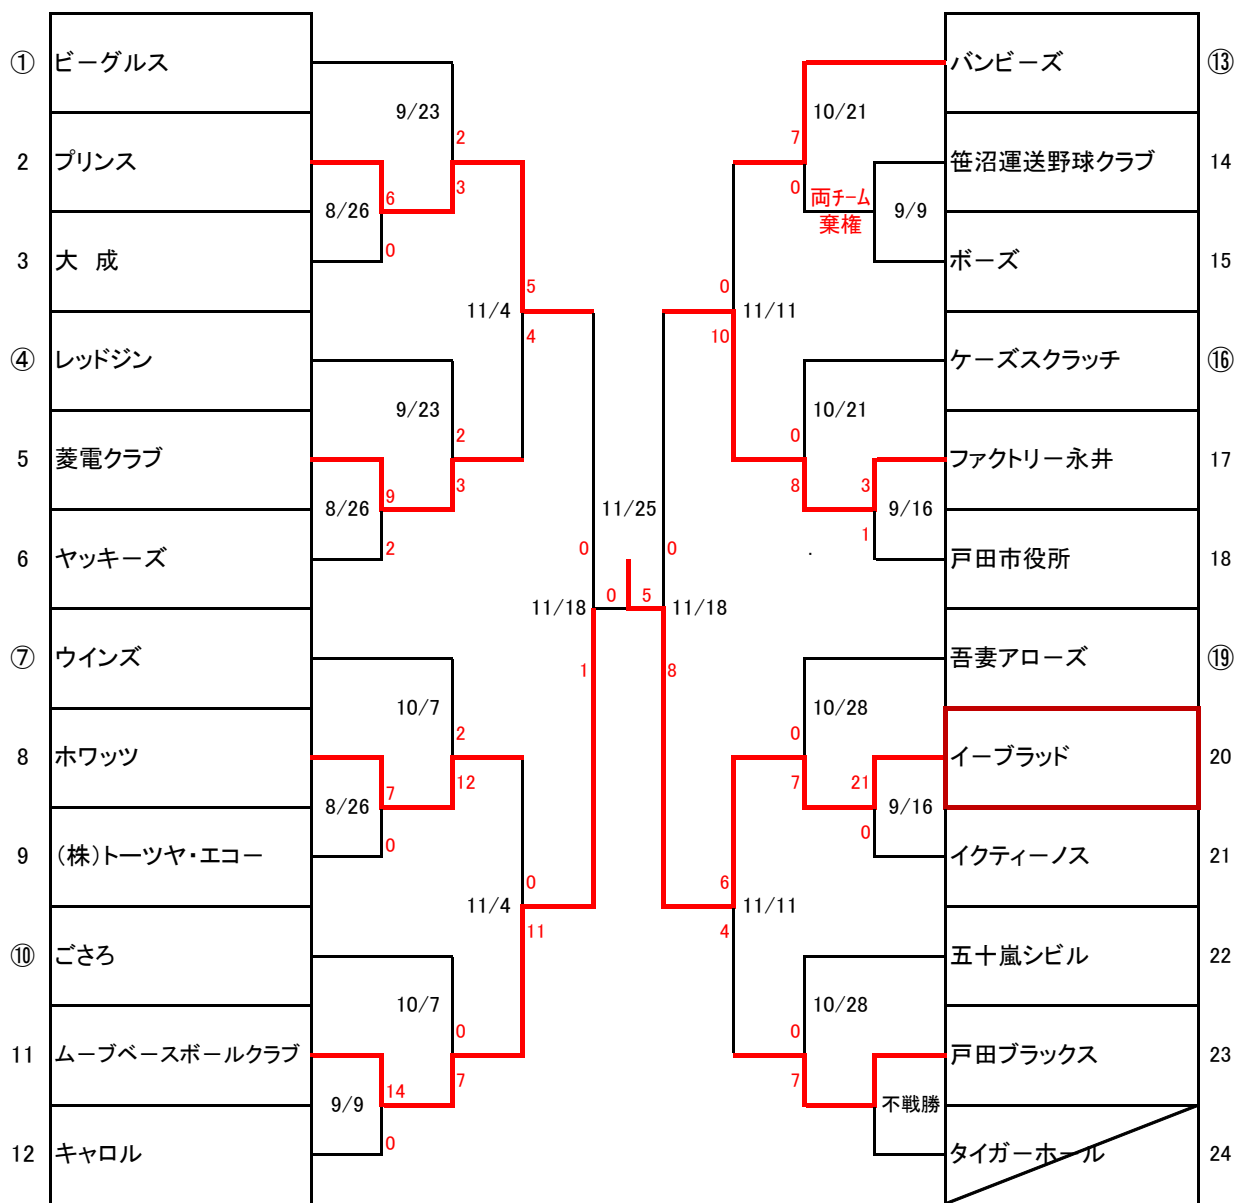 ① ビーグルス
9/23
2
2 プリンス
6
3
8/26
3 大 成
0
5
11/4
4
④ レッドジン
9/23
2
5 菱電クラブ
9
3
8/26
6 ヤッキーズ
2
0
11/18
1
⑦ ウインズ
10/7
2
8 ホワッツ
7
12
8/26
9 (株)トーツヤ・エコー
0
0
11/4
11
⑩ ごさろ
10/7
0
11 ムーブベースボールクラブ
14
7
9/9
12 キャロル
0
11/25
0 5
バンビーズ ⑬
10/21
7
笹沼運送野球クラブ 14
0
両チーム
棄権
9/9
ボーズ 15
0
11/11
10
ケーズスクラッチ ⑯
10/21
0
ファクトリー永井 17
8
3
9/16
1
戸田市役所 18
0
11/18
8
吾妻アローズ ⑲
10/28
0
イーブラッド 20
7
21
9/16
0
イクティーノス 21
6
11/11
4
五十嵐シビル 22
10/28
0
戸田ブラックス 23
7
不戦勝
タイガーホール 24